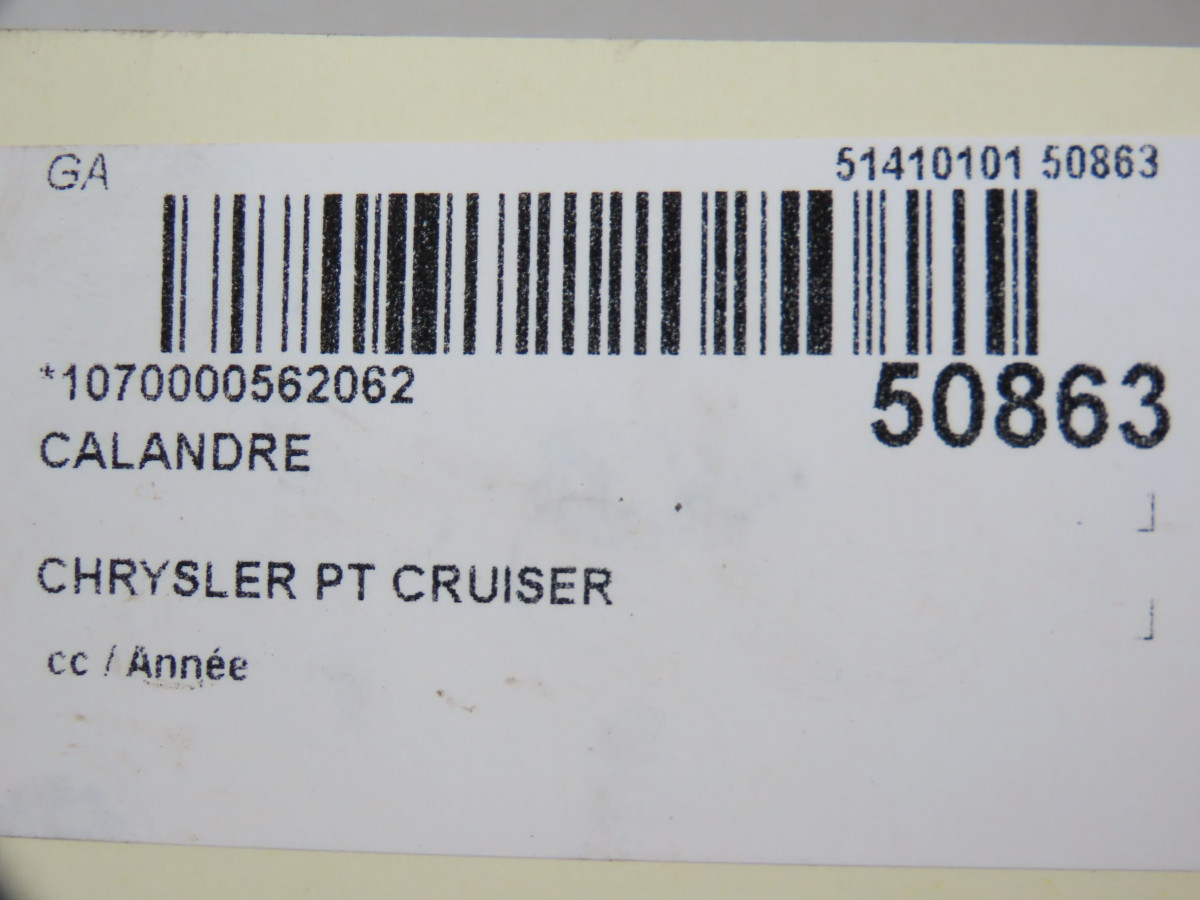 GA
51410101 50863
*1070000562062
50863
CALANDRE
CHRYSLER PT CRUISER
cc / Année